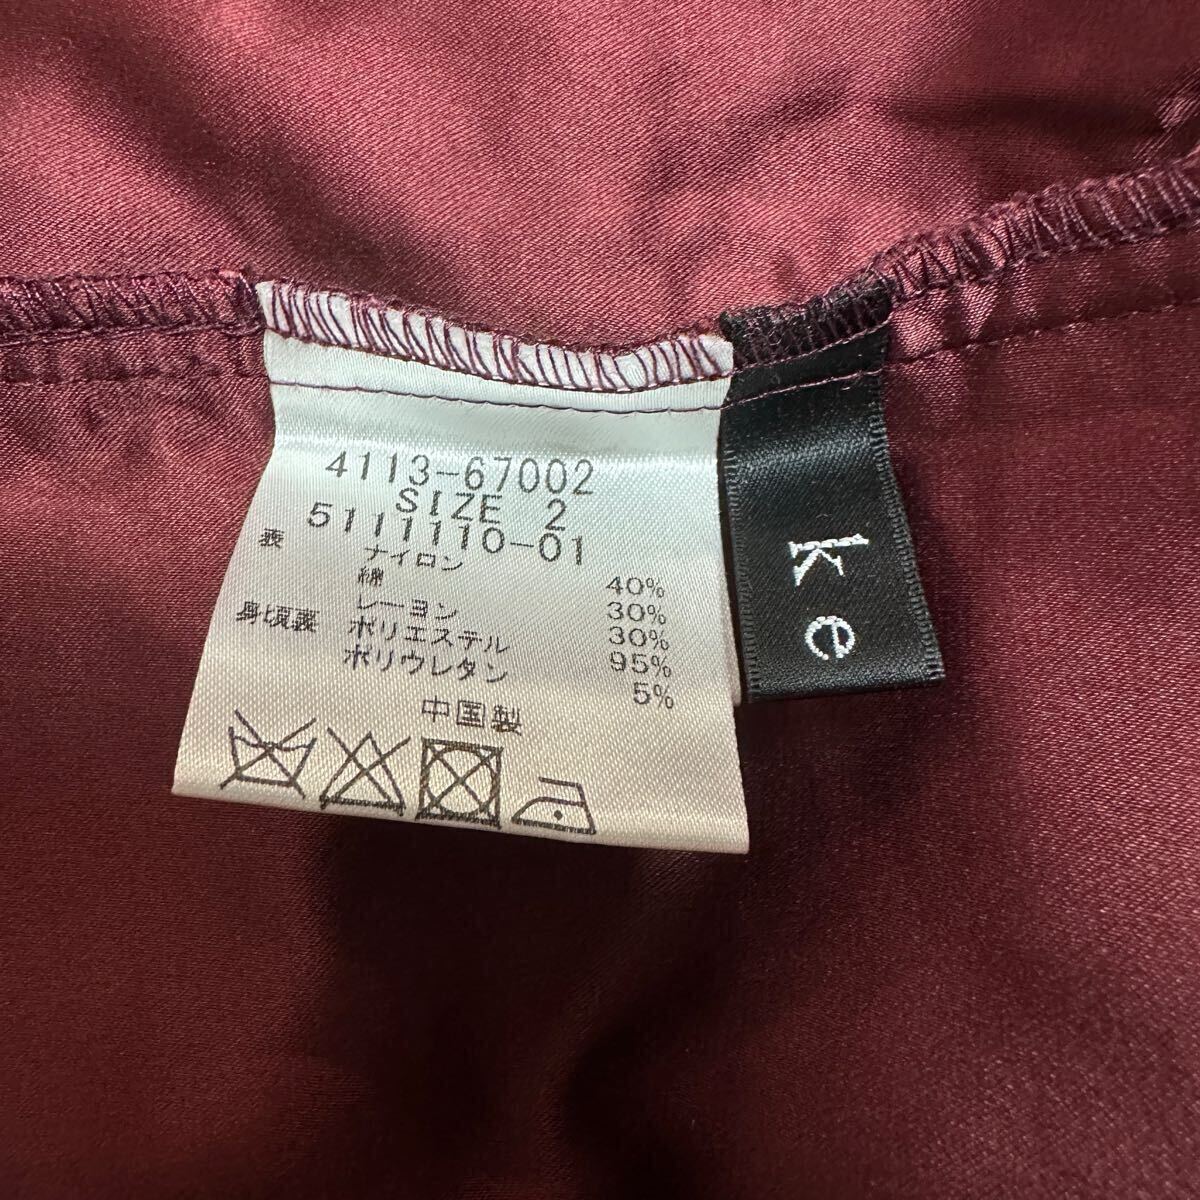 4113-67002
SIZE 2
5111110-01
表 ナイロン 40%
綿 30%
レーヨン 30%
身頃裏 ポリエステル 95%
ポリウレタン 5%
中国製
ke